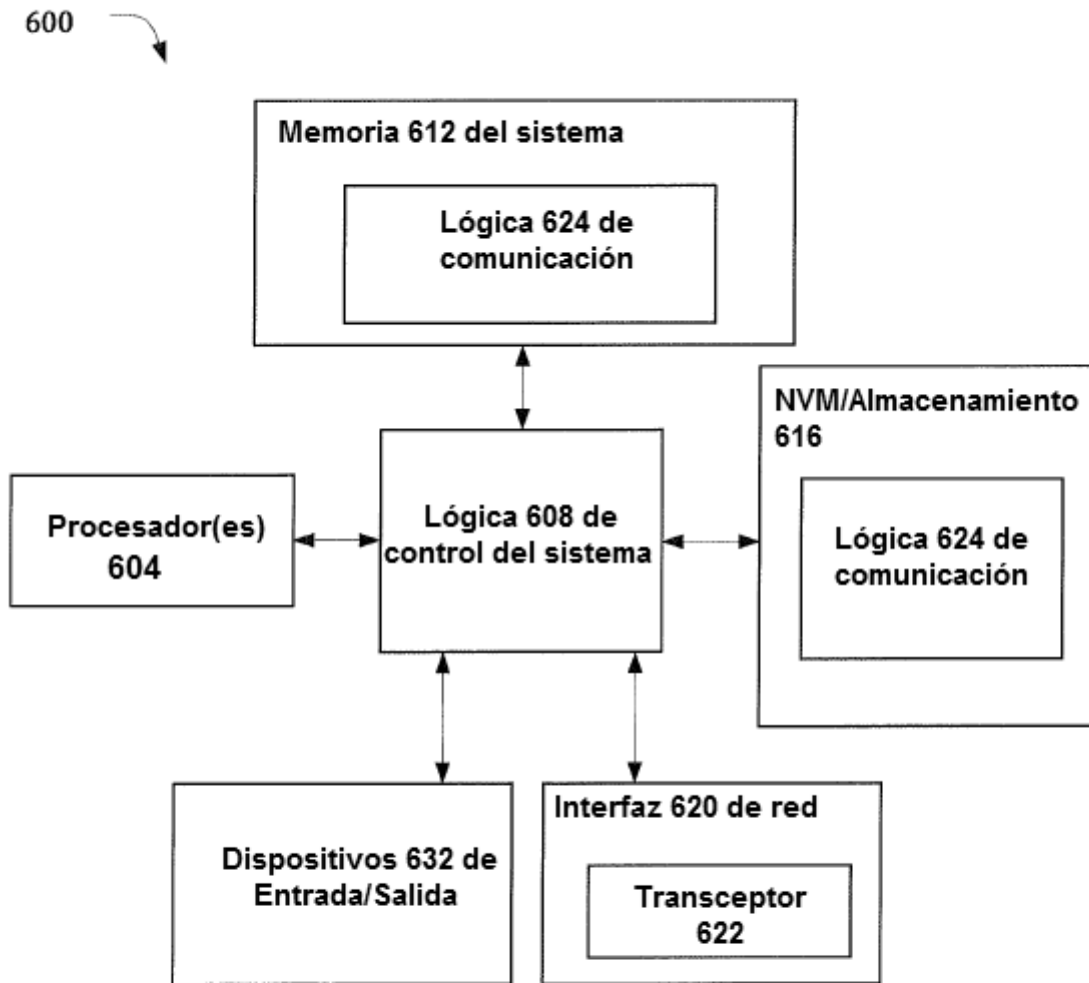 600
Memoria 612 del sistema
Lógica 624 de
comunicación
NVM/Almacenamiento
616
Lógica 624 de
comunicación
Lógica 608 de
control del sistema
Procesador(es)
604
Dispositivos 632 de
Entrada/Salida
Interfaz 620 de red
Transceptor
622